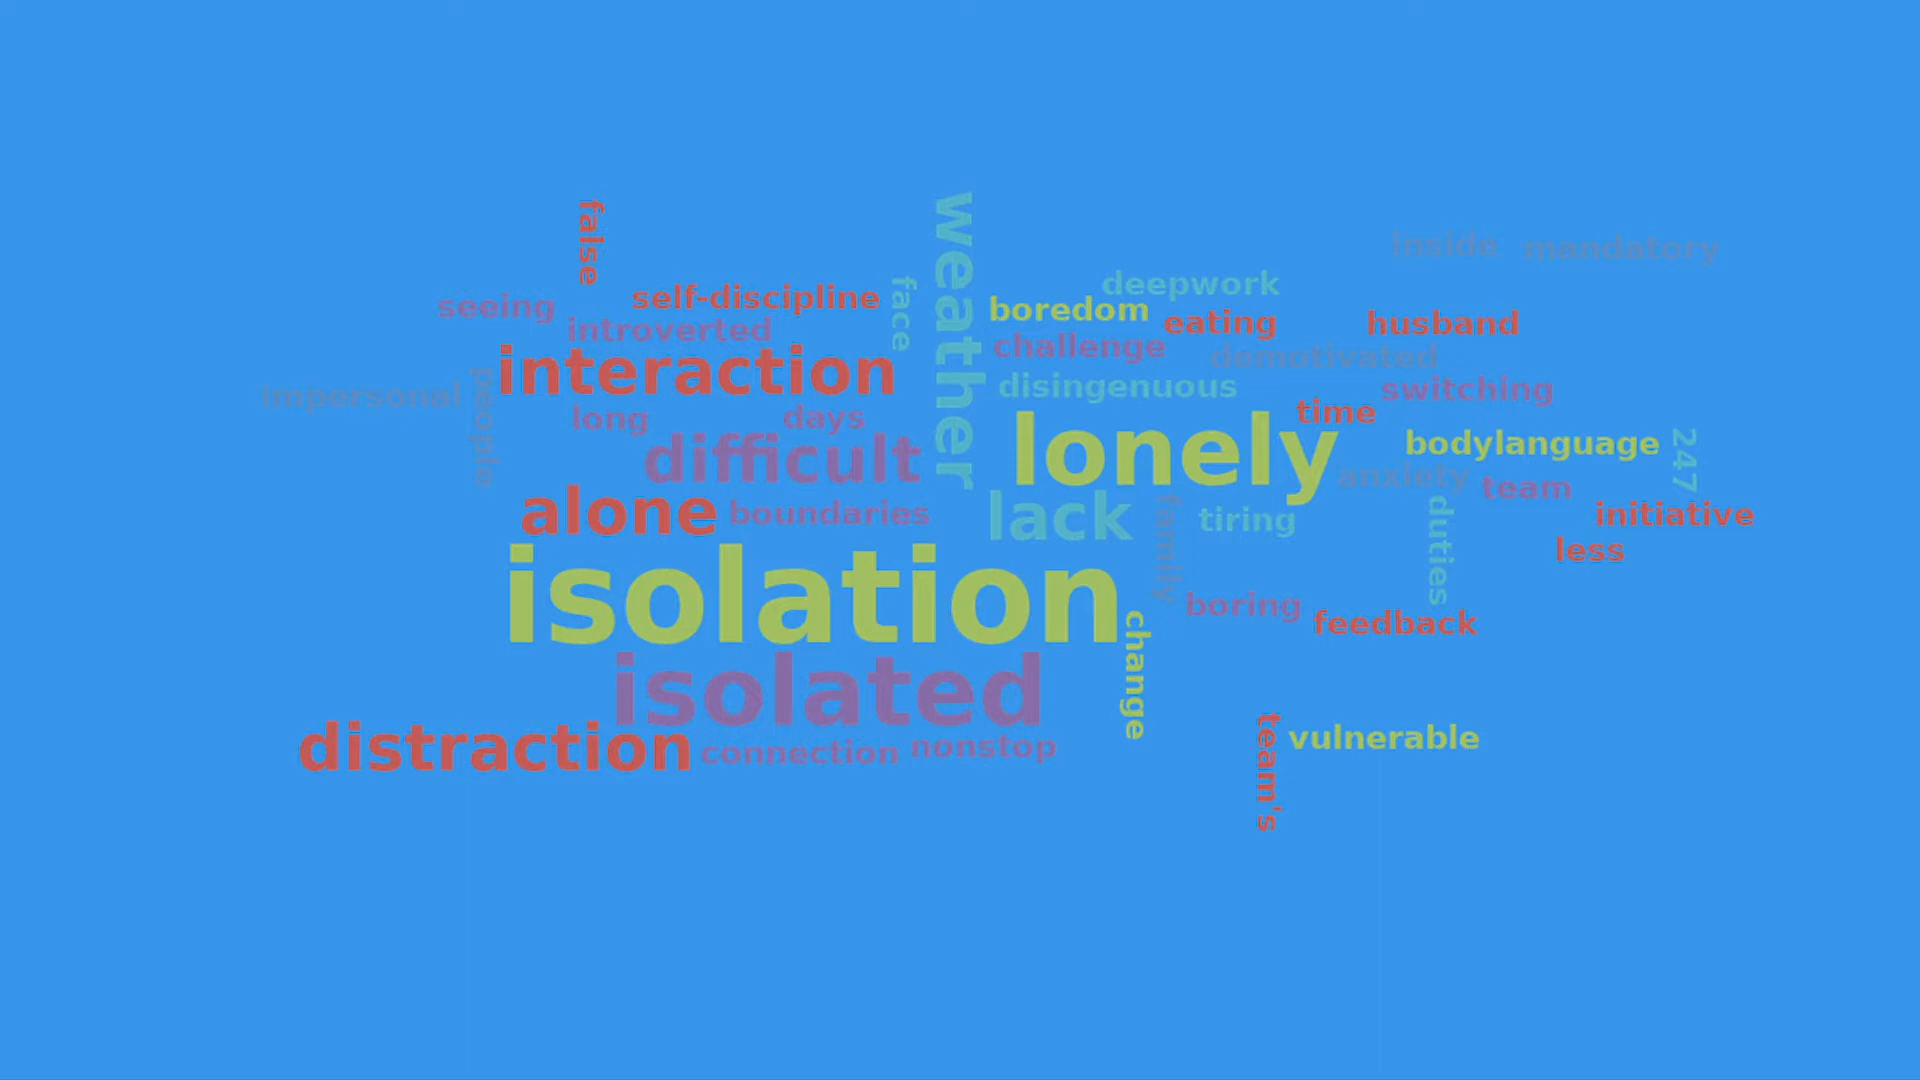 false
weather
inside
mandatory
deepwork
face
seeing
self-discipline
boredom
eating
husband
introverted
challenge
demotivated
interaction
disingenuous
switching
impersonal
people
long
days
time
lonely
bodylanguage
247
difficult
anxiety
team
alone
boundaries
lack
family
tiring
duties
initiative
less
isolation
boring
feedback
change
isolated
distraction
connection
nonstop
team's
vulnerable